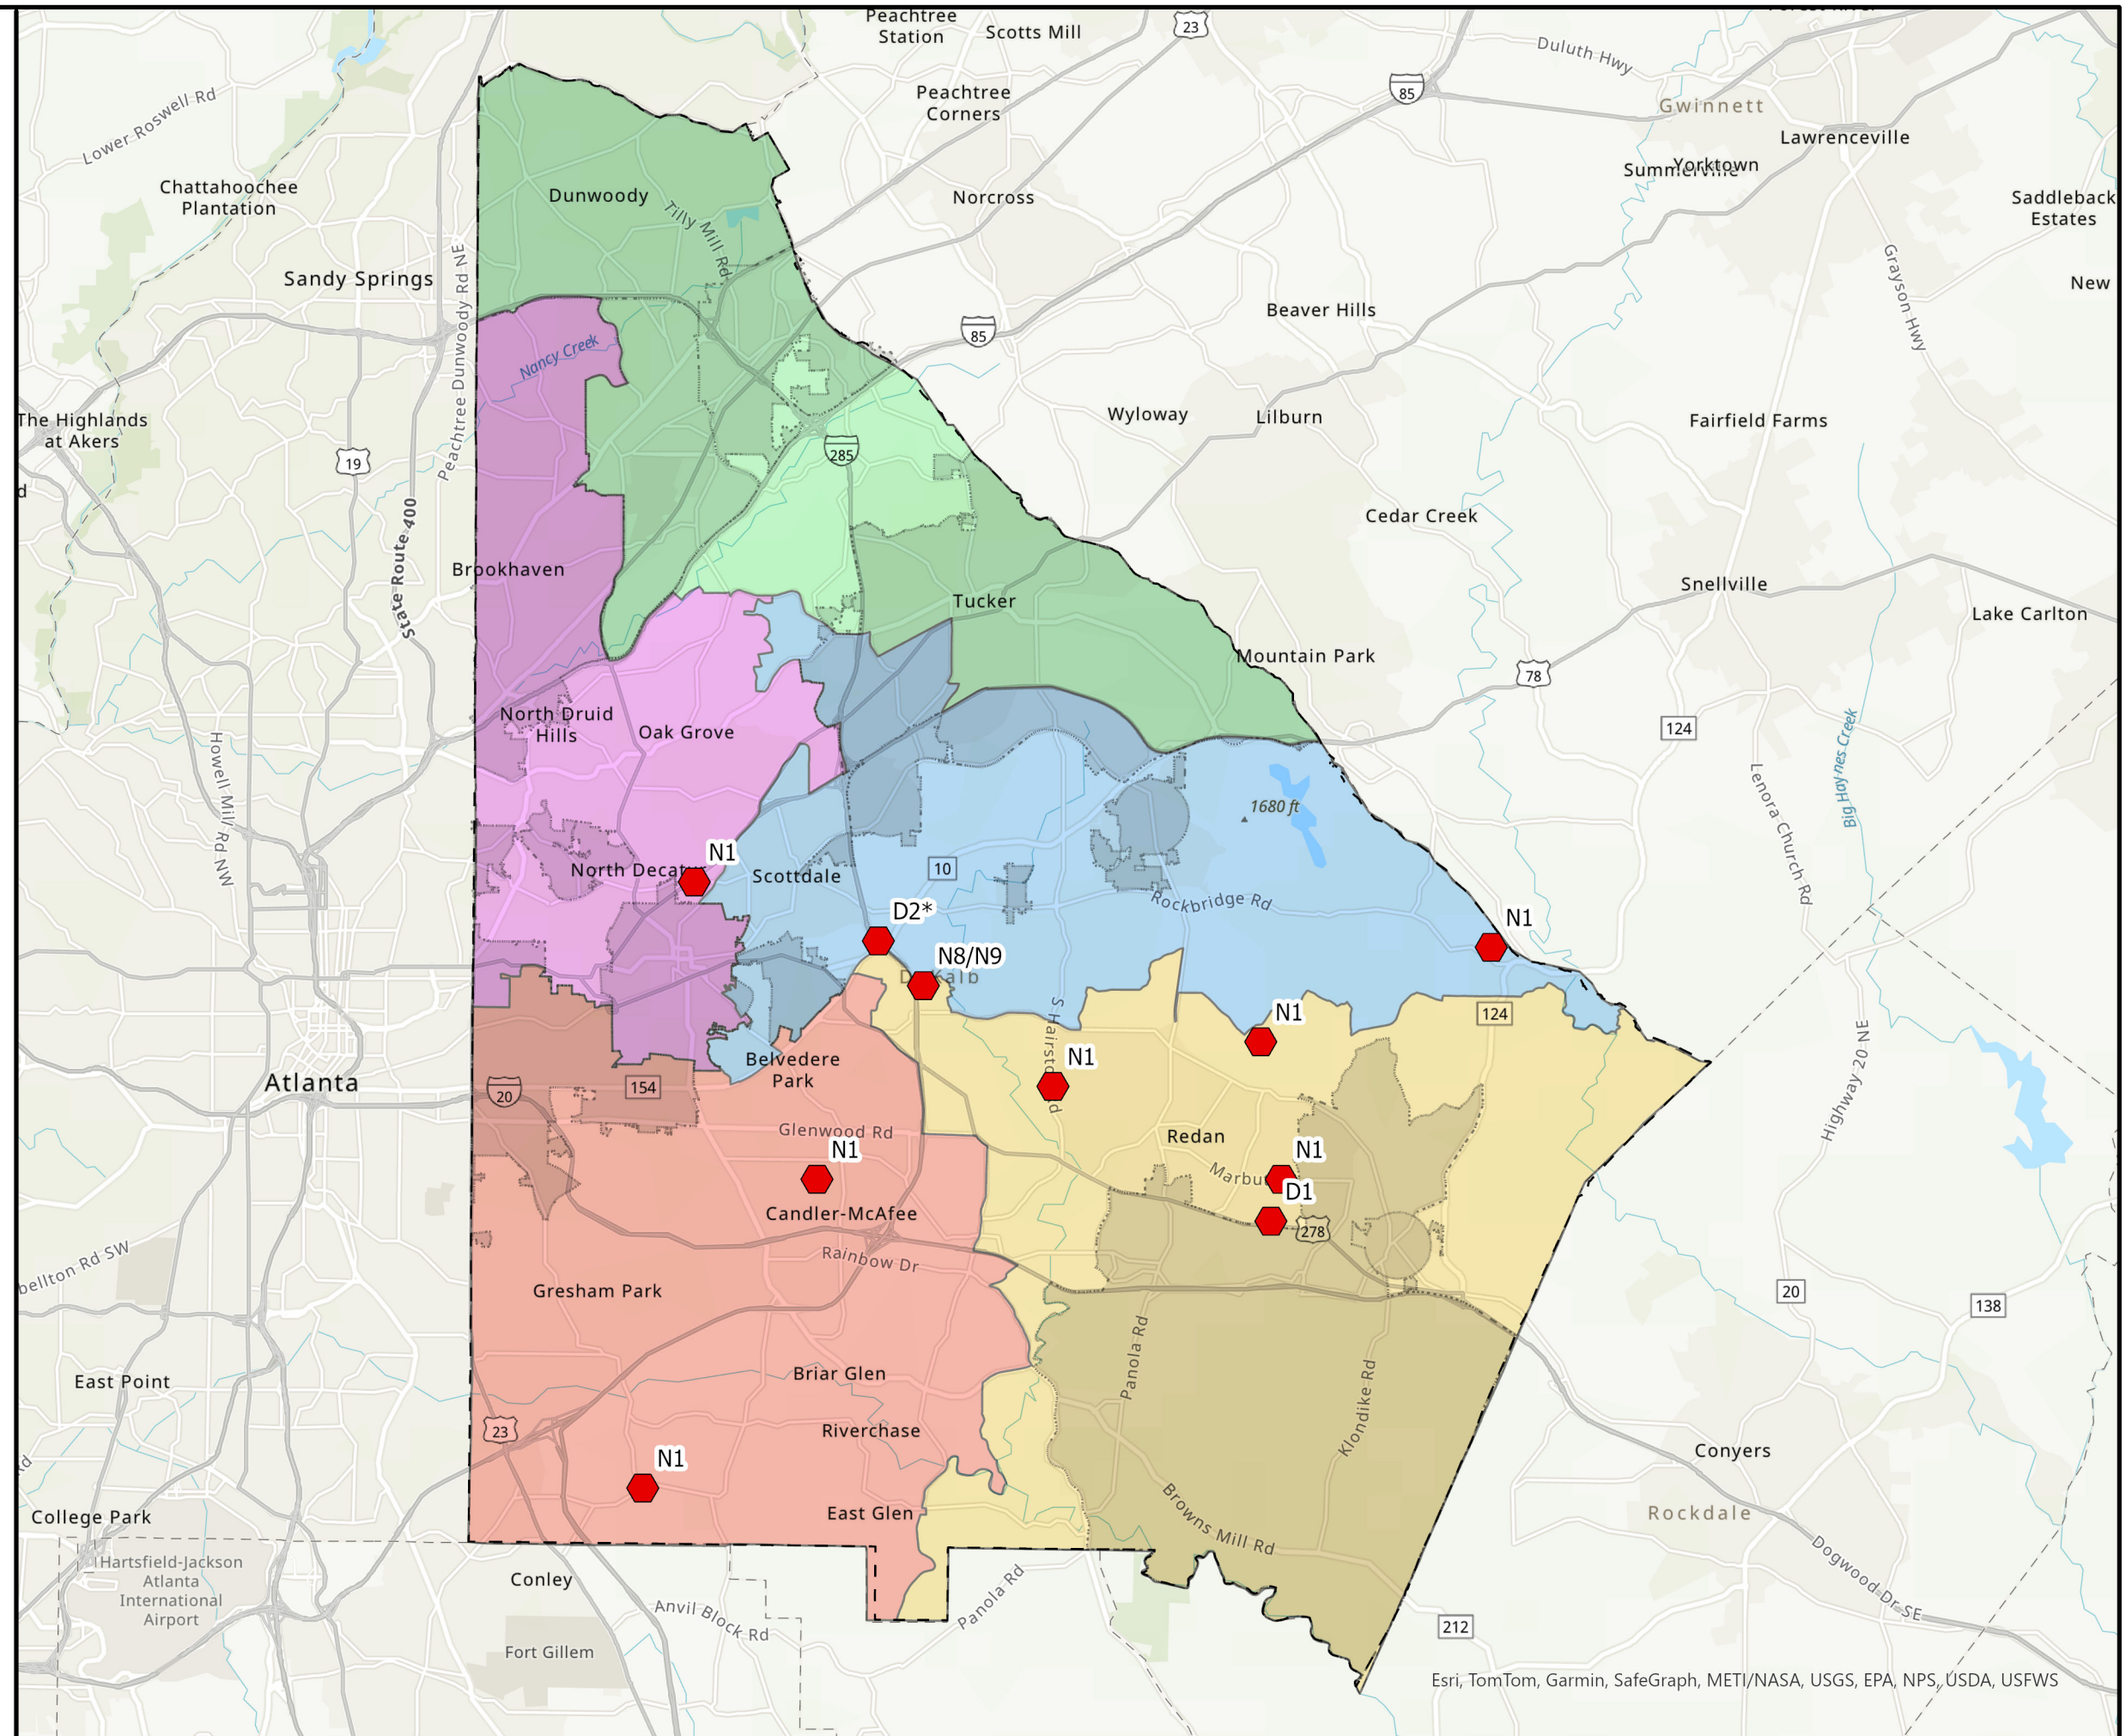 Peachtree
Station
Scotts Mill
23
Duluth Hwy
Lower Roswell Rd
Peachtree
Corners
85
Gwinnett
Lawrenceville
Chattahoochee
Plantation
Dunwoody
Tilly Mill Rd
Norcross
Summerville
Yorktown
Saddleback
Estates
Sandy Springs
Peachtree-Dunwoody Rd NE
Grayson Hwy
New
Beaver Hills
Nancy Creek
85
The Highlands
at Akers
19
285
Wyloway
Lilburn
Fairfield Farms
d
State Route 400
Cedar Creek
Brookhaven
Tucker
Snellville
Lake Carlton
Mountain Park
78
North Druid
Hills
Oak Grove
124
Howell Mill Rd NW
Lenora Church Rd
Big Haynes Creek
1680 ft
N1
North Decatur
Scottdale
10
Rockbridge Rd
D2*
N1
N8/N9
DeKalb
S Hairston Rd
N1
124
N1
Belvedere
Park
Atlanta
20
154
Highway 20 NE
Glenwood Rd
N1
Redan
N1
Marbu
D1
278
Candler-McAfee
Rainbow Dr
bellton Rd SW
Gresham Park
20
138
Panola Rd
Klondike Rd
East Point
Briar Glen
23
Riverchase
Conyers
N1
Rd
College Park
East Glen
Browns Mill Rd
Rockdale
Dogwood Dr SE
Hartsfield-Jackson
Atlanta
International
Airport
Conley
Anvil Block Rd
Panola Rd
212
Fort Gillem
Esri, TomTom, Garmin, SafeGraph, METI/NASA, USGS, EPA, NPS, USDA, USFWS